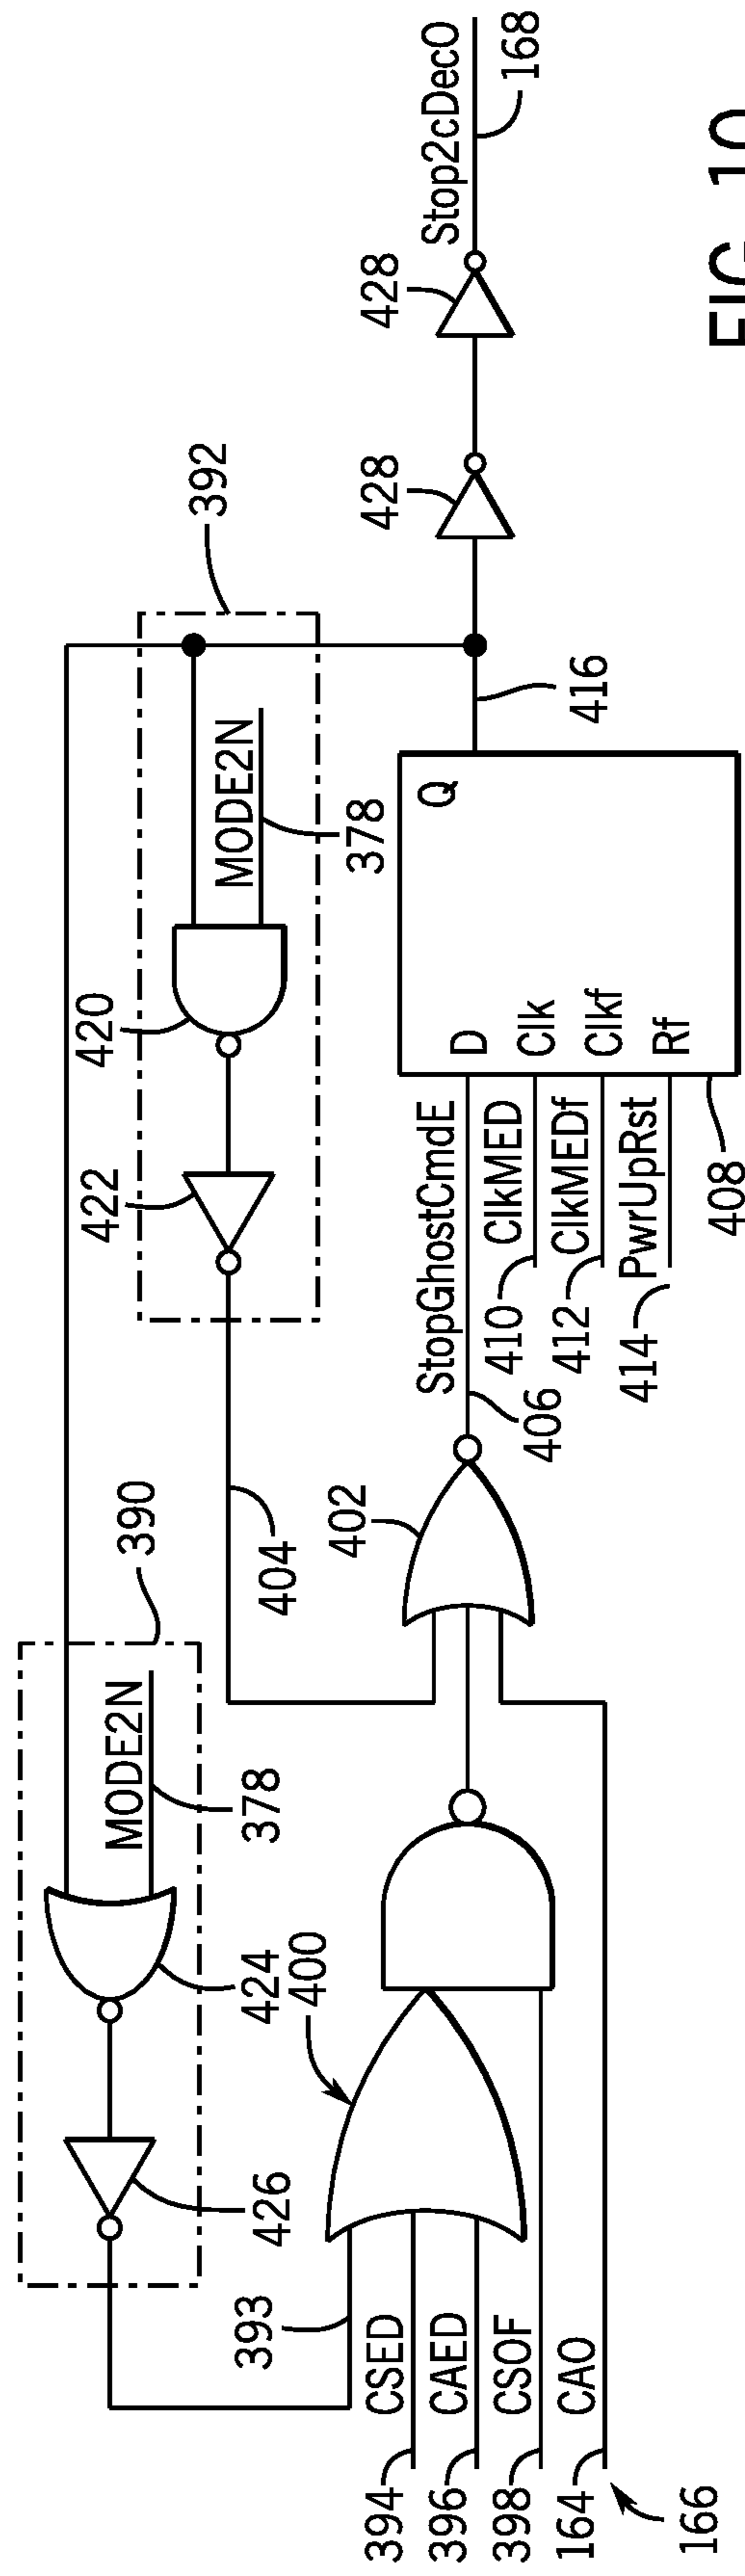 390
392
MODE2N
378
424
426
420
422
MODE2N
378
393
404
400
402
CSED
394
CAED
396
CSOF
398
CAO
164
166
StopGhostCmdE
406
ClkMED
410
ClkMEDf
412
PwrUpRst
414
D
Clk
Clkf
Rf
Q
408
416
428
428
Stop2cDecO
168
FIG. 10